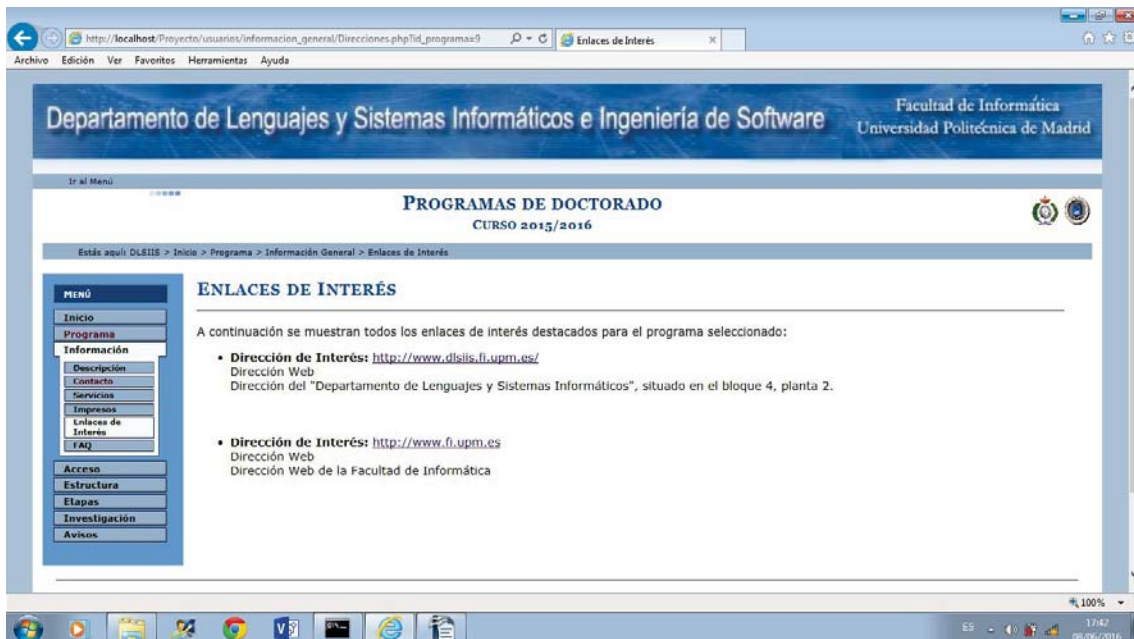 http://localhost/Proyecto/usuarios/informacion_general/Direcciones.php?id_programa=9
Enlaces de Interés
Archivo Edición Ver Favoritos Herramientas Ayuda
Departamento de Lenguajes y Sistemas Informáticos e Ingeniería de Software
Facultad de Informática
Universidad Politécnica de Madrid
Ir al Menú
PROGRAMAS DE DOCTORADO
CURSO 2015/2016
Estás aquí: DLSIIS > Inicio > Programa > Información General > Enlaces de Interés
MENÚ
Inicio
Programa
Información
Descripción
Contacto
Servicios
Impresos
Enlaces de
Interés
FAQ
Acceso
Estructura
Etapas
Investigación
Avisos
ENLACES DE INTERÉS
A continuación se muestran todos los enlaces de interés destacados para el programa seleccionado:
• Dirección de Interés: http://www.dlsiis.fi.upm.es/
Dirección Web
Dirección del "Departamento de Lenguajes y Sistemas Informáticos", situado en el bloque 4, planta 2.
• Dirección de Interés: http://www.fi.upm.es
Dirección Web
Dirección Web de la Facultad de Informática
100%
ES
17:42
08/06/2016